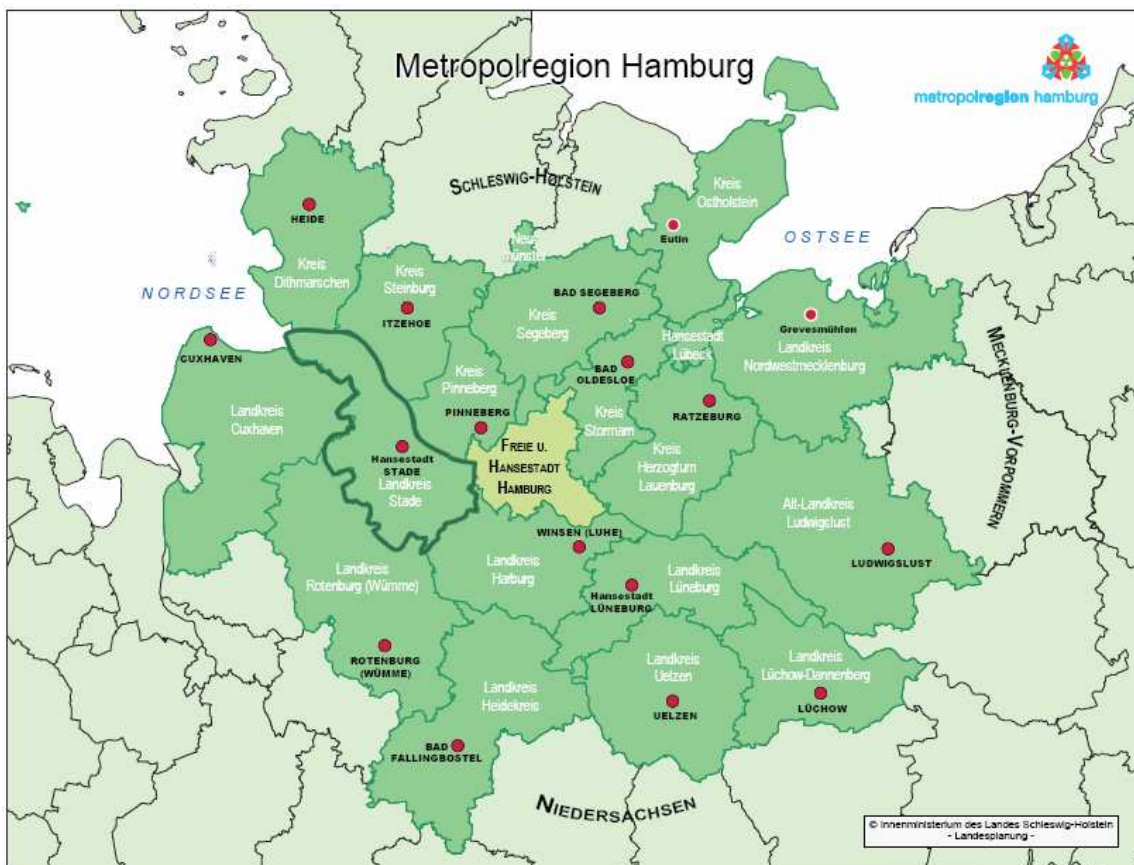 Metropolregion Hamburg
metropolregion hamburg
SCHLESWIG-HOLSTEIN
Kreis
Ostholstein
HEIDE
Eutin
OSTSEE
Neu-
münster
Kreis
Dithmarschen
Kreis
Steinburg
NORDSEE
BAD SEGEBERG
ITZEHOE
Kreis
Segeberg
Grevesmühlen
Landkreis
Nordwestmecklenburg
MECKLENBURG-VORPOMMERN
CUXHAVEN
Hansestadt
Lübeck
BAD
OLDESLOE
Kreis
Pinneberg
PINNEBERG
RATZEBURG
Landkreis
Cuxhaven
Kreis
Stormarn
FREIE U.
HANSESTADT
HAMBURG
Kreis
Herzogtum
Lauenburg
Hansestadt
STADE
Landkreis
Stade
Alt-Landkreis
Ludwigslust
WINSEN (LUHE)
LUDWIGSLUST
Landkreis
Harburg
Landkreis
Rotenburg (Wümme)
Landkreis
Lüneburg
Hansestadt
LÜNEBURG
ROTENBURG
(WÜMME)
Landkreis
Heidekreis
Landkreis
Uelzen
UELZEN
Landkreis
Lüchow-Dannenberg
LÜCHOW
BAD
FALLINGBOSTEL
NIEDERSACHSEN
© Innenministerium des Landes Schleswig-Holstein
- Landesplanung -